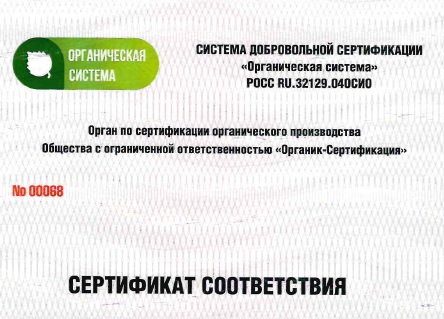 ОРГАНИЧЕСКАЯ
СИСТЕМА
СИСТЕМА ДОБРОВОЛЬНОЙ СЕРТИФИКАЦИИ
«Органическая система»
РОСС RU.32129.04ОСИО
Орган по сертификации органического производства
Общества с ограниченной ответственностью «Органик-Сертификация»
No 00068
СЕРТИФИКАТ СООТВЕТСТВИЯ